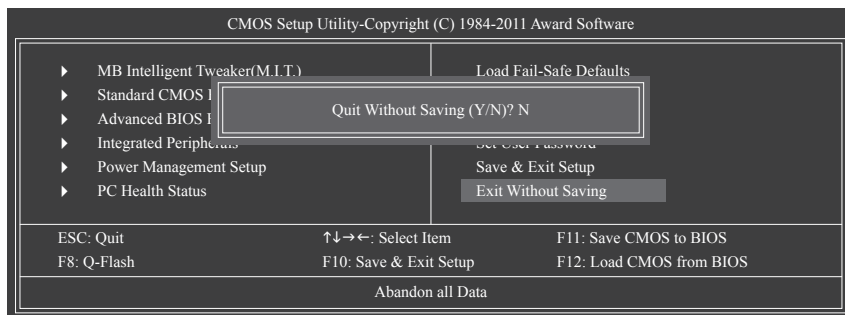 CMOS Setup Utility-Copyright (C) 1984-2011 Award Software
MB Intelligent Tweaker(M.I.T.)
Standard CMOS
Advanced BIOS
Integrated Peripherals
Power Management Setup
PC Health Status
Load Fail-Safe Defaults
Set User Password
Save & Exit Setup
Exit Without Saving
Quit Without Saving (Y/N)? N
ESC: Quit
↑↓→←: Select Item
F11: Save CMOS to BIOS
F8: Q-Flash
F10: Save & Exit Setup
F12: Load CMOS from BIOS
Abandon all Data